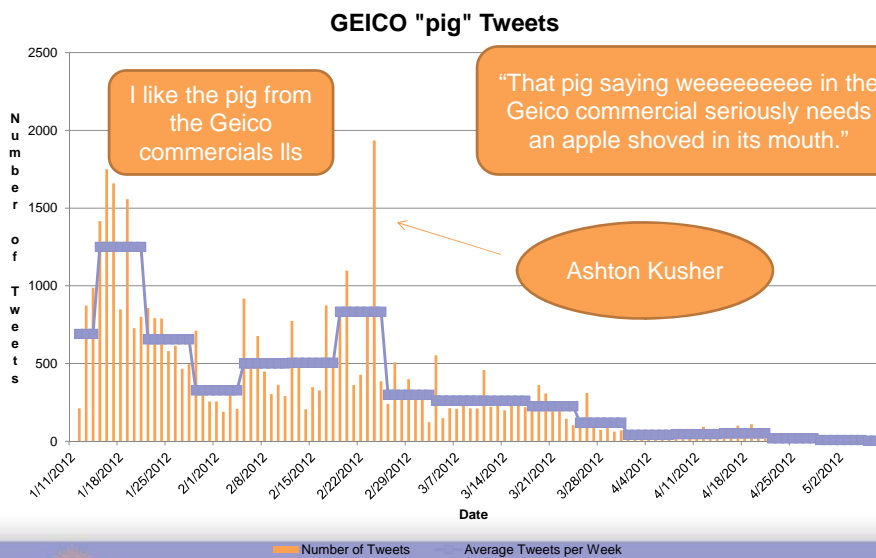 GEICO "pig" Tweets
2500
2000
1500
1000
500
0
Number of Tweets
I like the pig from
the Geico
commercials lls
“That pig saying weeeeeeeee in the
Geico commercial seriously needs
an apple shoved in its mouth.”
Ashton Kusher
1/11/2012
1/18/2012
1/25/2012
2/1/2012
2/8/2012
2/15/2012
2/22/2012
2/29/2012
3/7/2012
3/14/2012
3/21/2012
3/28/2012
4/4/2012
4/11/2012
4/18/2012
4/25/2012
5/2/2012
Date
Number of Tweets
Average Tweets per Week